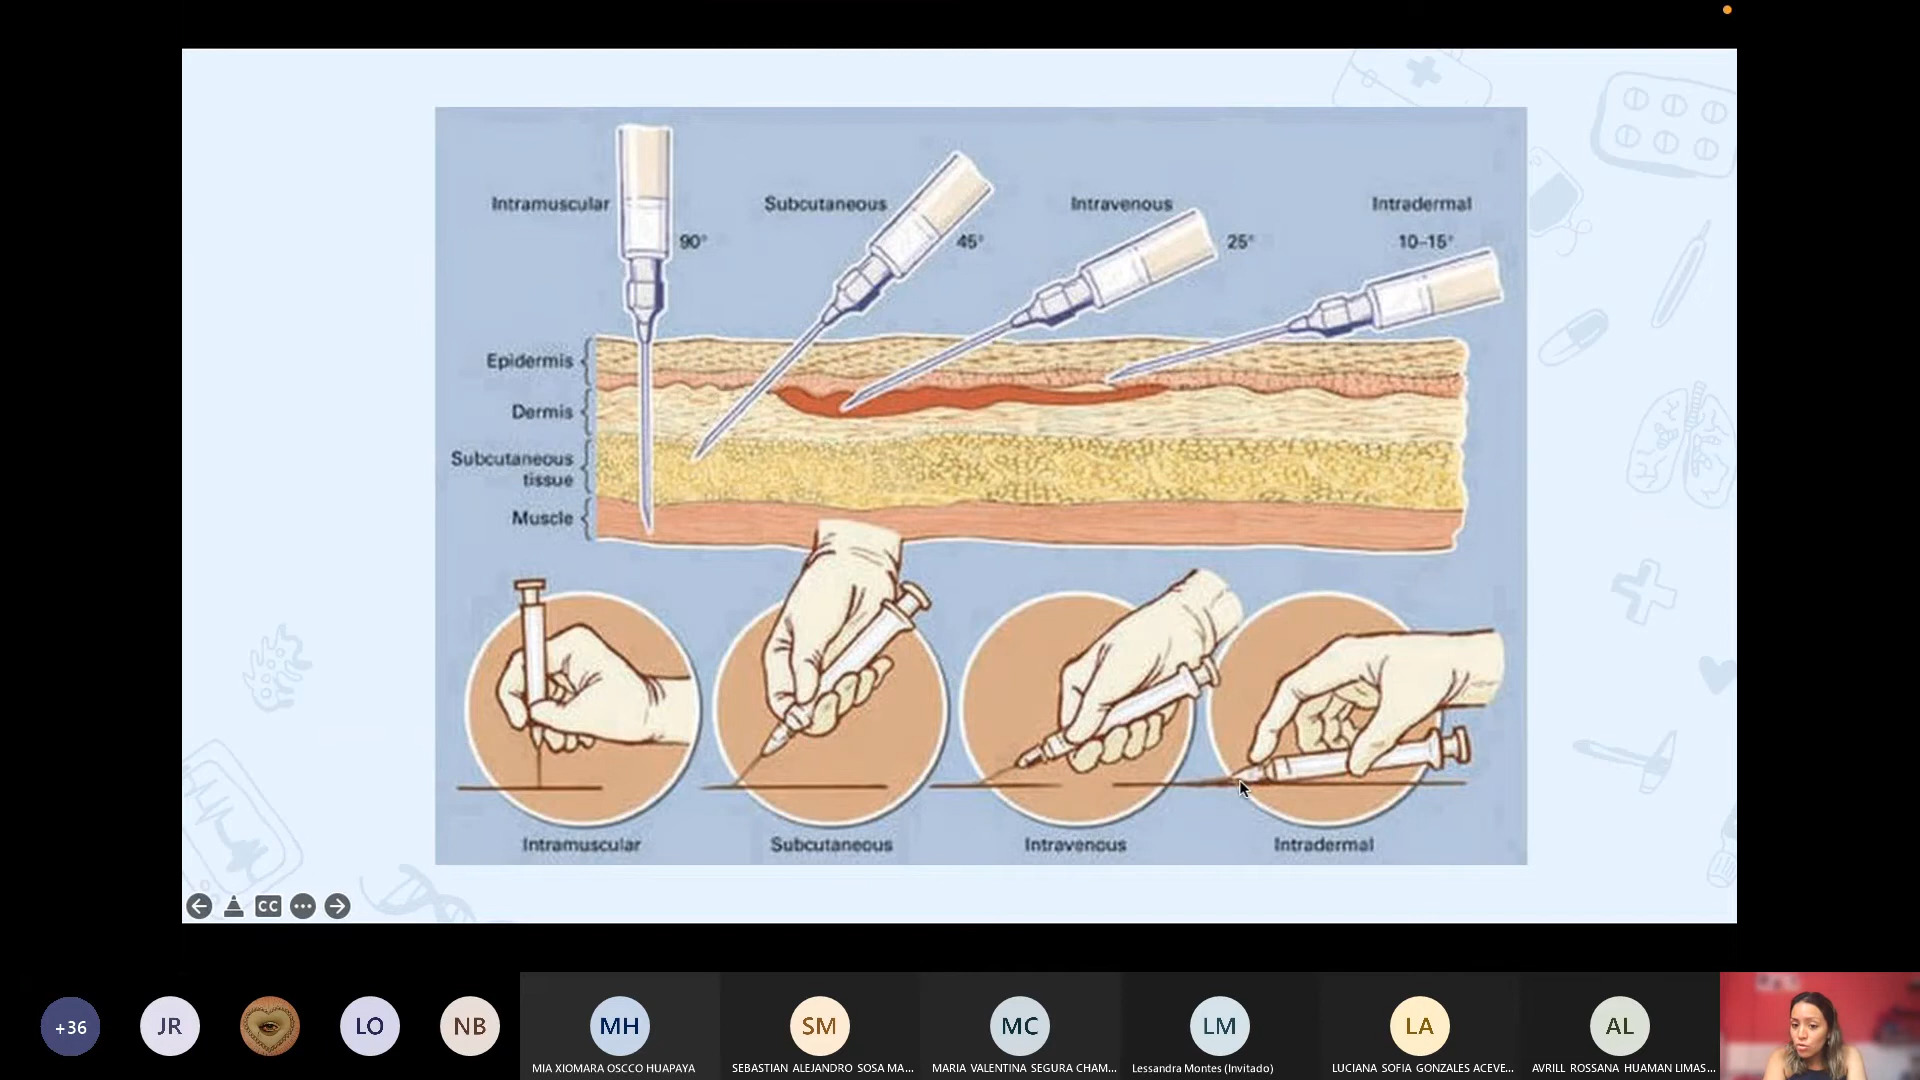 Intramuscular
Subcutaneous
Intravenous
Intradermal
90°
45°
25°
10–15°
Epidermis
Dermis
Subcutaneous
tissue
Muscle
Intramuscular
Subcutaneous
Intravenous
Intradermal
CC
+36
JR
LO
NB
MH
SM
MC
LM
LA
AL
MIA XIOMARA OSCCO HUAPAYA
SEBASTIAN ALEJANDRO SOSA MA...
MARIA VALENTINA SEGURA CHAM...
Lessandra Montes (Invitado)
LUCIANA SOFIA GONZALES ACEVE...
AVRILL ROSSANA HUAMAN LIMAS...